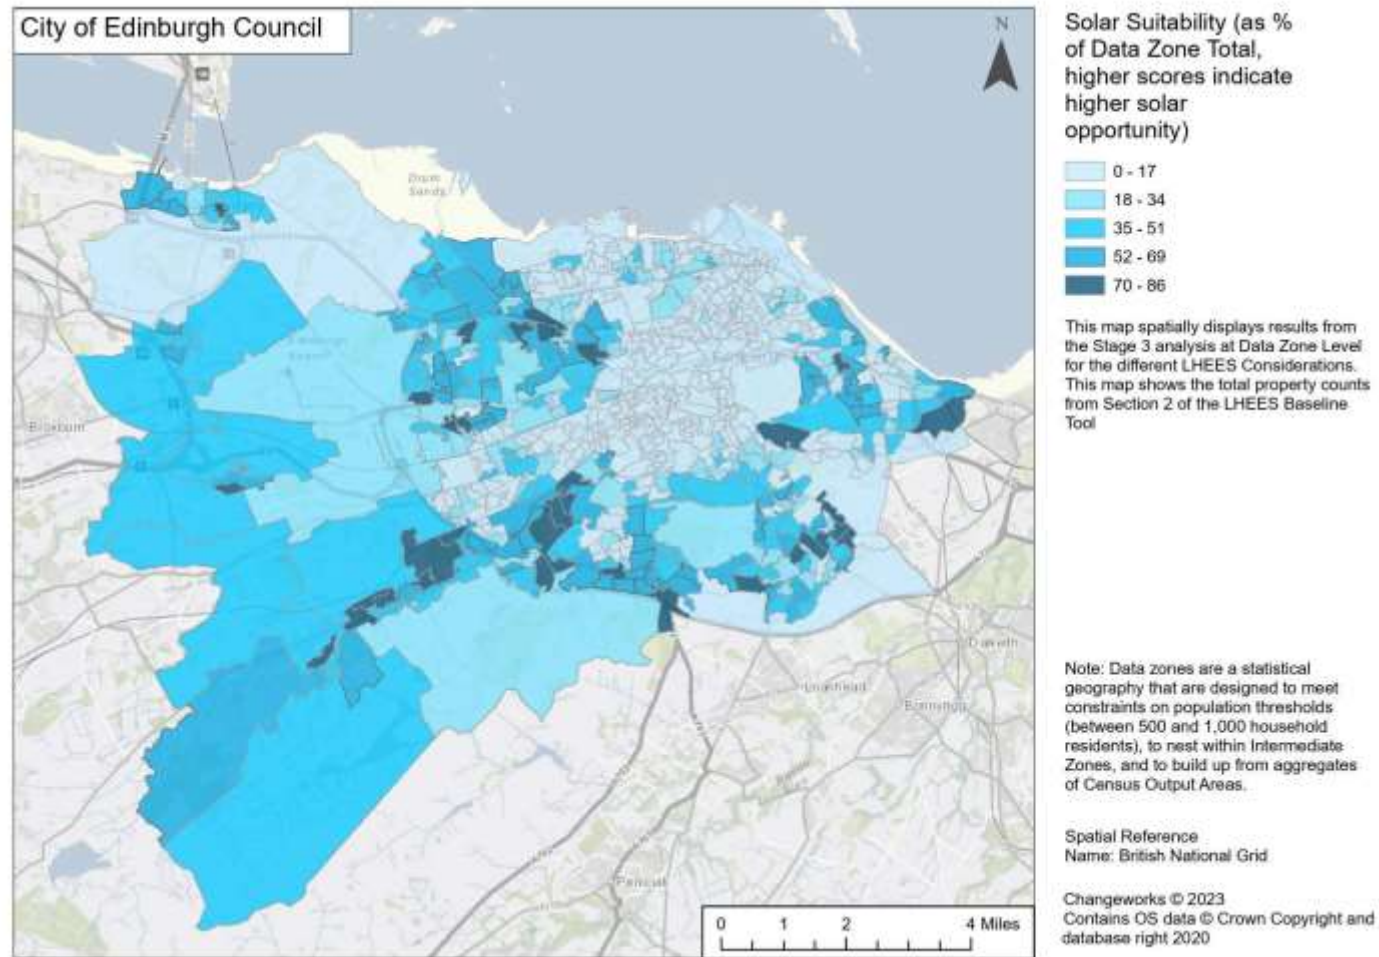 City of Edinburgh Council
N
Solar Suitability (as %
of Data Zone Total,
higher scores indicate
higher solar
opportunity)
0 - 17
18 - 34
35 - 51
52 - 69
70 - 86
This map spatially displays results from
the Stage 3 analysis at Data Zone Level
for the different LHEES Considerations.
This map shows the total property counts
from Section 2 of the LHEES Baseline
Tool
Drum
Sands
Broxburn
Dalkeith
Loanhead
Bonnyrigg
Penicuik
Note: Data zones are a statistical
geography that are designed to meet
constraints on population thresholds
(between 500 and 1,000 household
residents), to nest within Intermediate
Zones, and to build up from aggregates
of Census Output Areas.
Spatial Reference
Name: British National Grid
Changeworks © 2023
Contains OS data © Crown Copyright and
database right 2020
0 1 2 4 Miles